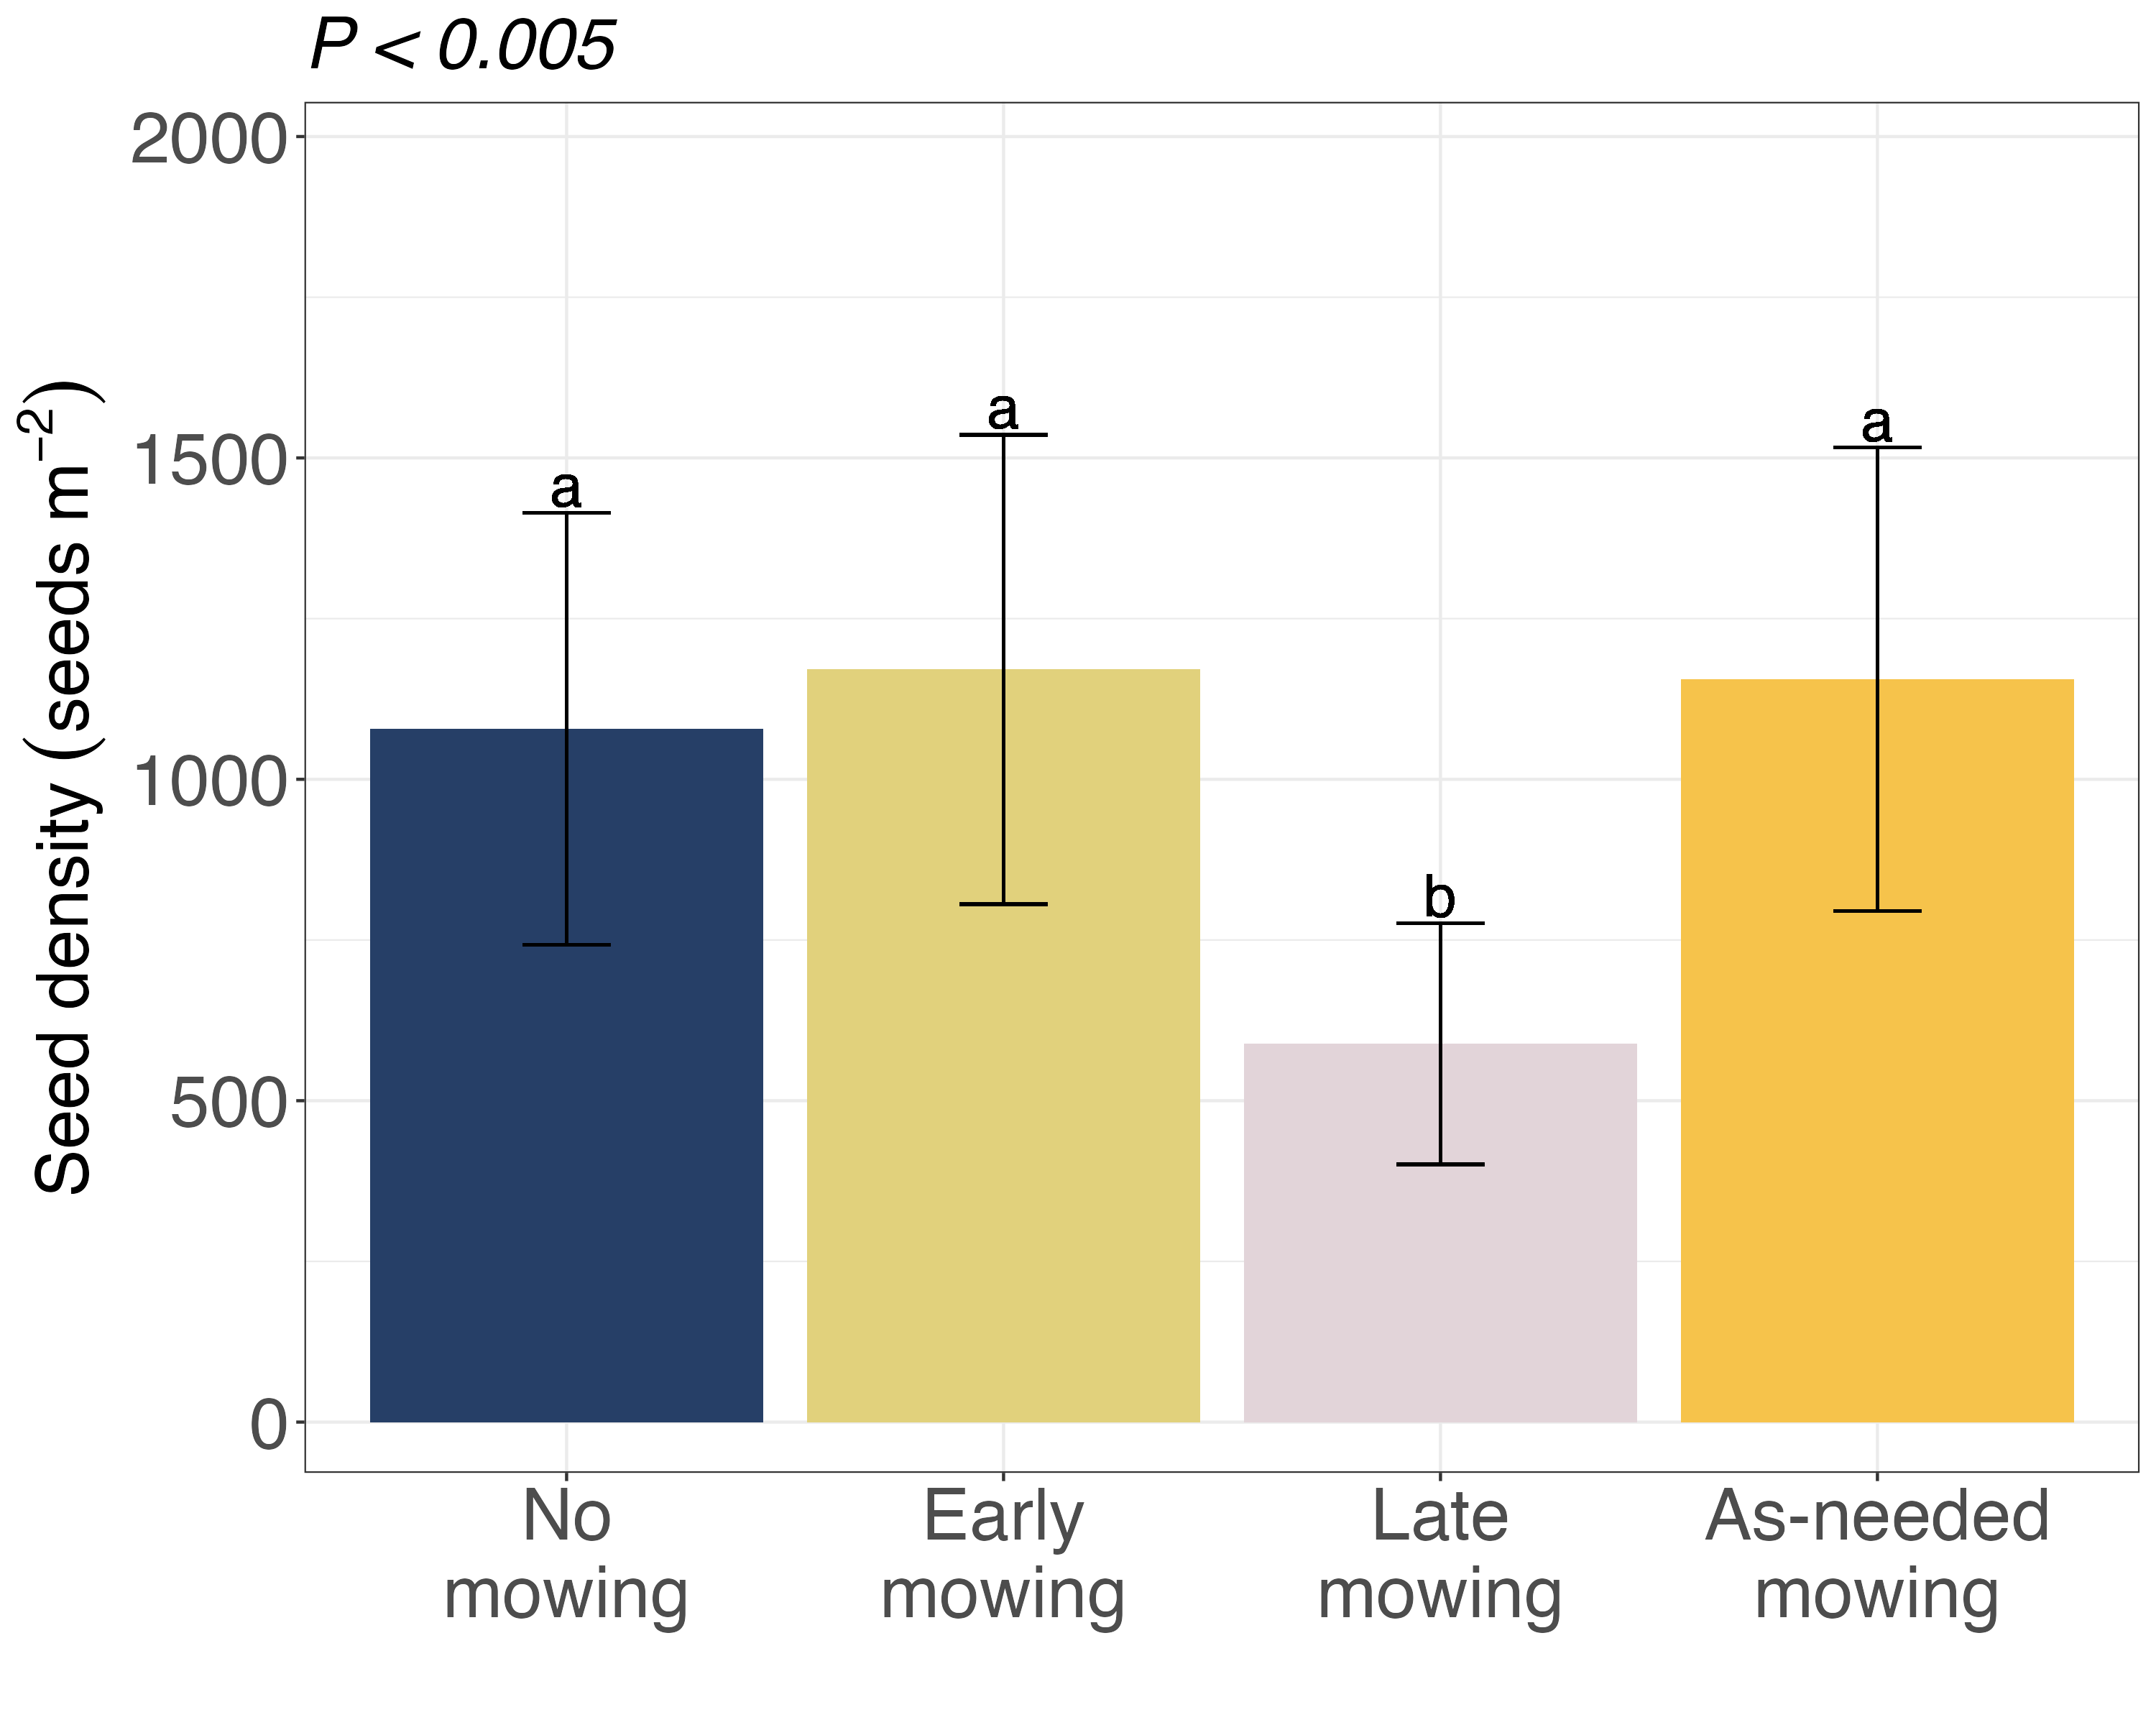 P < 0.005
Seed density (seeds m⁻²)
2000
1500
1000
500
0
a
a
b
a
No
mowing
Early
mowing
Late
mowing
As-needed
mowing